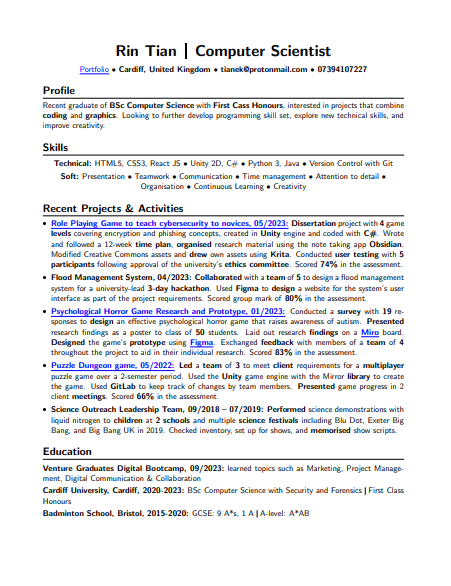 Rin Tian | Computer Scientist
Portfolio • Cardiff, United Kingdom • tianek@protonmail.com • 07394107227
Profile
Recent graduate of BSc Computer Science with First Cass Honours, interested in projects that combine
coding and graphics. Looking to further develop programming skill set, explore new technical skills, and
improve creativity.
Skills
Technical: HTML5, CSS3, React JS • Unity 2D, C# • Python 3, Java • Version Control with Git
Soft: Presentation • Teamwork • Communication • Time management • Attention to detail •
Organisation • Continuous Learning • Creativity
Recent Projects & Activities
• Role Playing Game to teach cybersecurity to novices, 05/2023: Dissertation project with 4 game
levels covering encryption and phishing concepts, created in Unity engine and coded with C#. Wrote
and followed a 12-week time plan, organised research material using the note taking app Obsidian.
Modified Creative Commons assets and drew own assets using Krita. Conducted user testing with 5
participants following approval of the university's ethics committee. Scored 74% in the assessment.
• Flood Management System, 04/2023: Collaborated with a team of 5 to design a flood management
system for a university-lead 3-day hackathon. Used Figma to design a website for the system's user
interface as part of the project requirements. Scored group mark of 80% in the assessment.
• Psychological Horror Game Research and Prototype, 01/2023: Conducted a survey with 19 re-
sponses to design an effective psychological horror game that raises awareness of autism. Presented
research findings as a poster to class of 50 students. Laid out research findings on a Miro board.
Designed the game's prototype using Figma. Exchanged feedback with members of a team of 4
throughout the project to aid in their individual research. Scored 83% in the assessment.
• Puzzle Dungeon game, 05/2022: Led a team of 3 to meet client requirements for a multiplayer
puzzle game over a 2-semester period. Used the Unity game engine with the Mirror library to create
the game. Used GitLab to keep track of changes by team members. Presented game progress in 2
client meetings. Scored 66% in the assessment.
• Science Outreach Leadership Team, 09/2018 – 07/2019: Performed science demonstrations with
liquid nitrogen to children at 2 schools and multiple science festivals including Blu Dot, Exeter Big
Bang, and Big Bang UK in 2019. Checked inventory, set up for shows, and memorised show scripts.
Education
Venture Graduates Digital Bootcamp, 09/2023: learned topics such as Marketing, Project Manage-
ment, Digital Communication & Collaboration
Cardiff University, Cardiff, 2020-2023: BSc Computer Science with Security and Forensics | First Class
Honours
Badminton School, Bristol, 2015-2020: GCSE: 9 A*s, 1 A | A-level: A*AB